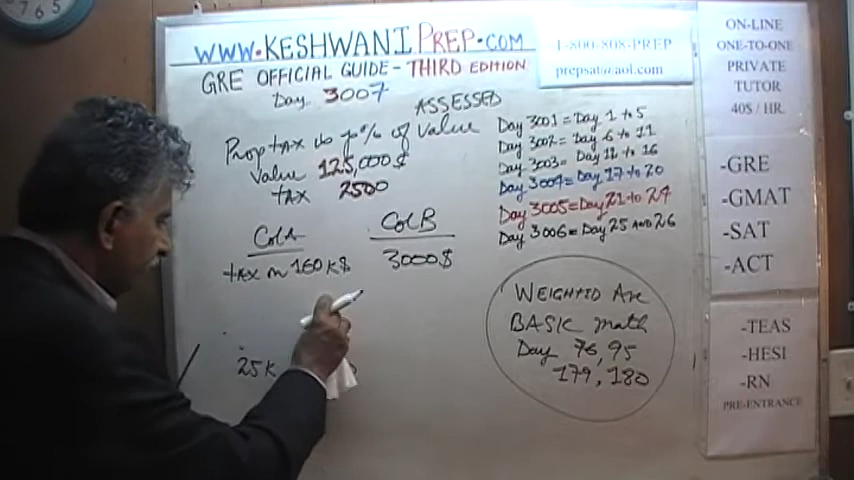 WWW.KESHWANIPREP.COM
GRE OFFICIAL GUIDE - THIRD EDITION
Day 3007
1-800-808-PREP
prepsat@aol.com
ASSESSED
Prop tAX is p% of value
value 125,000$
tax 2500
Col A
Col B
tax on 160 k$
3000$
25 K
Day 3001 = Day 1 to 5
Day 3002 = Day 6 to 11
Day 3003 = Day 12 to 16
Day 3004 = Day 17 to 20
Day 3005 = Day 21 to 24
Day 3006 = Day 25 AND 26
WEIGHTED Ave
BASIC math
Day 76, 95
179, 180
ON-LINE
ONE-TO-ONE
PRIVATE
TUTOR
40$ / HR.
-GRE
-GMAT
-SAT
-ACT
-TEAS
-HESI
-RN
PRE-ENTRANCE
7 6 5